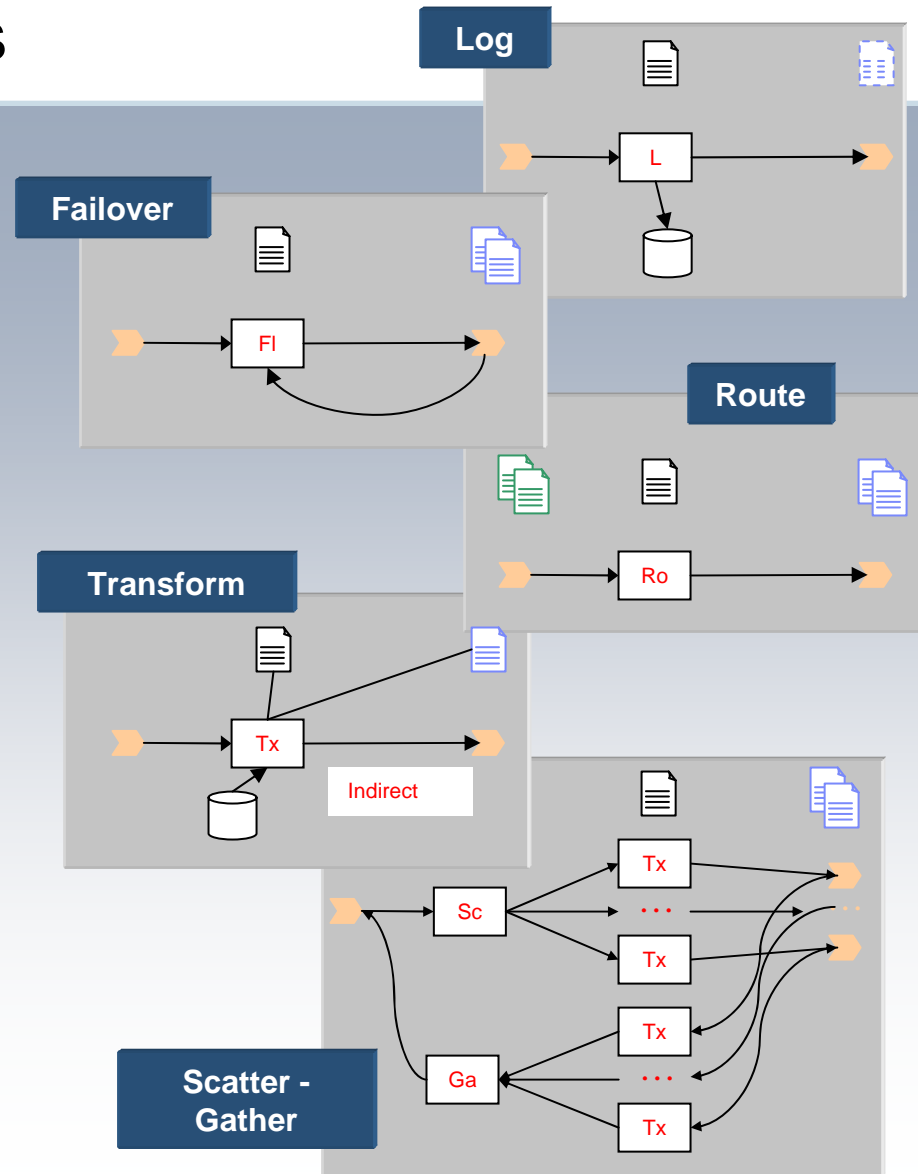 s
Log
L
Failover
Fl
Route
Ro
Transform
Tx
Indirect
Tx
Sc
...
...
Tx
Tx
Ga
...
Tx
Scatter -
Gather